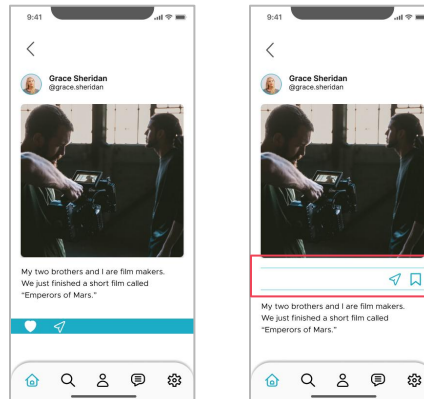 9:41
Grace Sheridan
@grace.sheridan
My two brothers and I are film makers.
We just finished a short film called
“Emperors of Mars.”
9:41
Grace Sheridan
@grace.sheridan
My two brothers and I are film makers.
We just finished a short film called
“Emperors of Mars.”